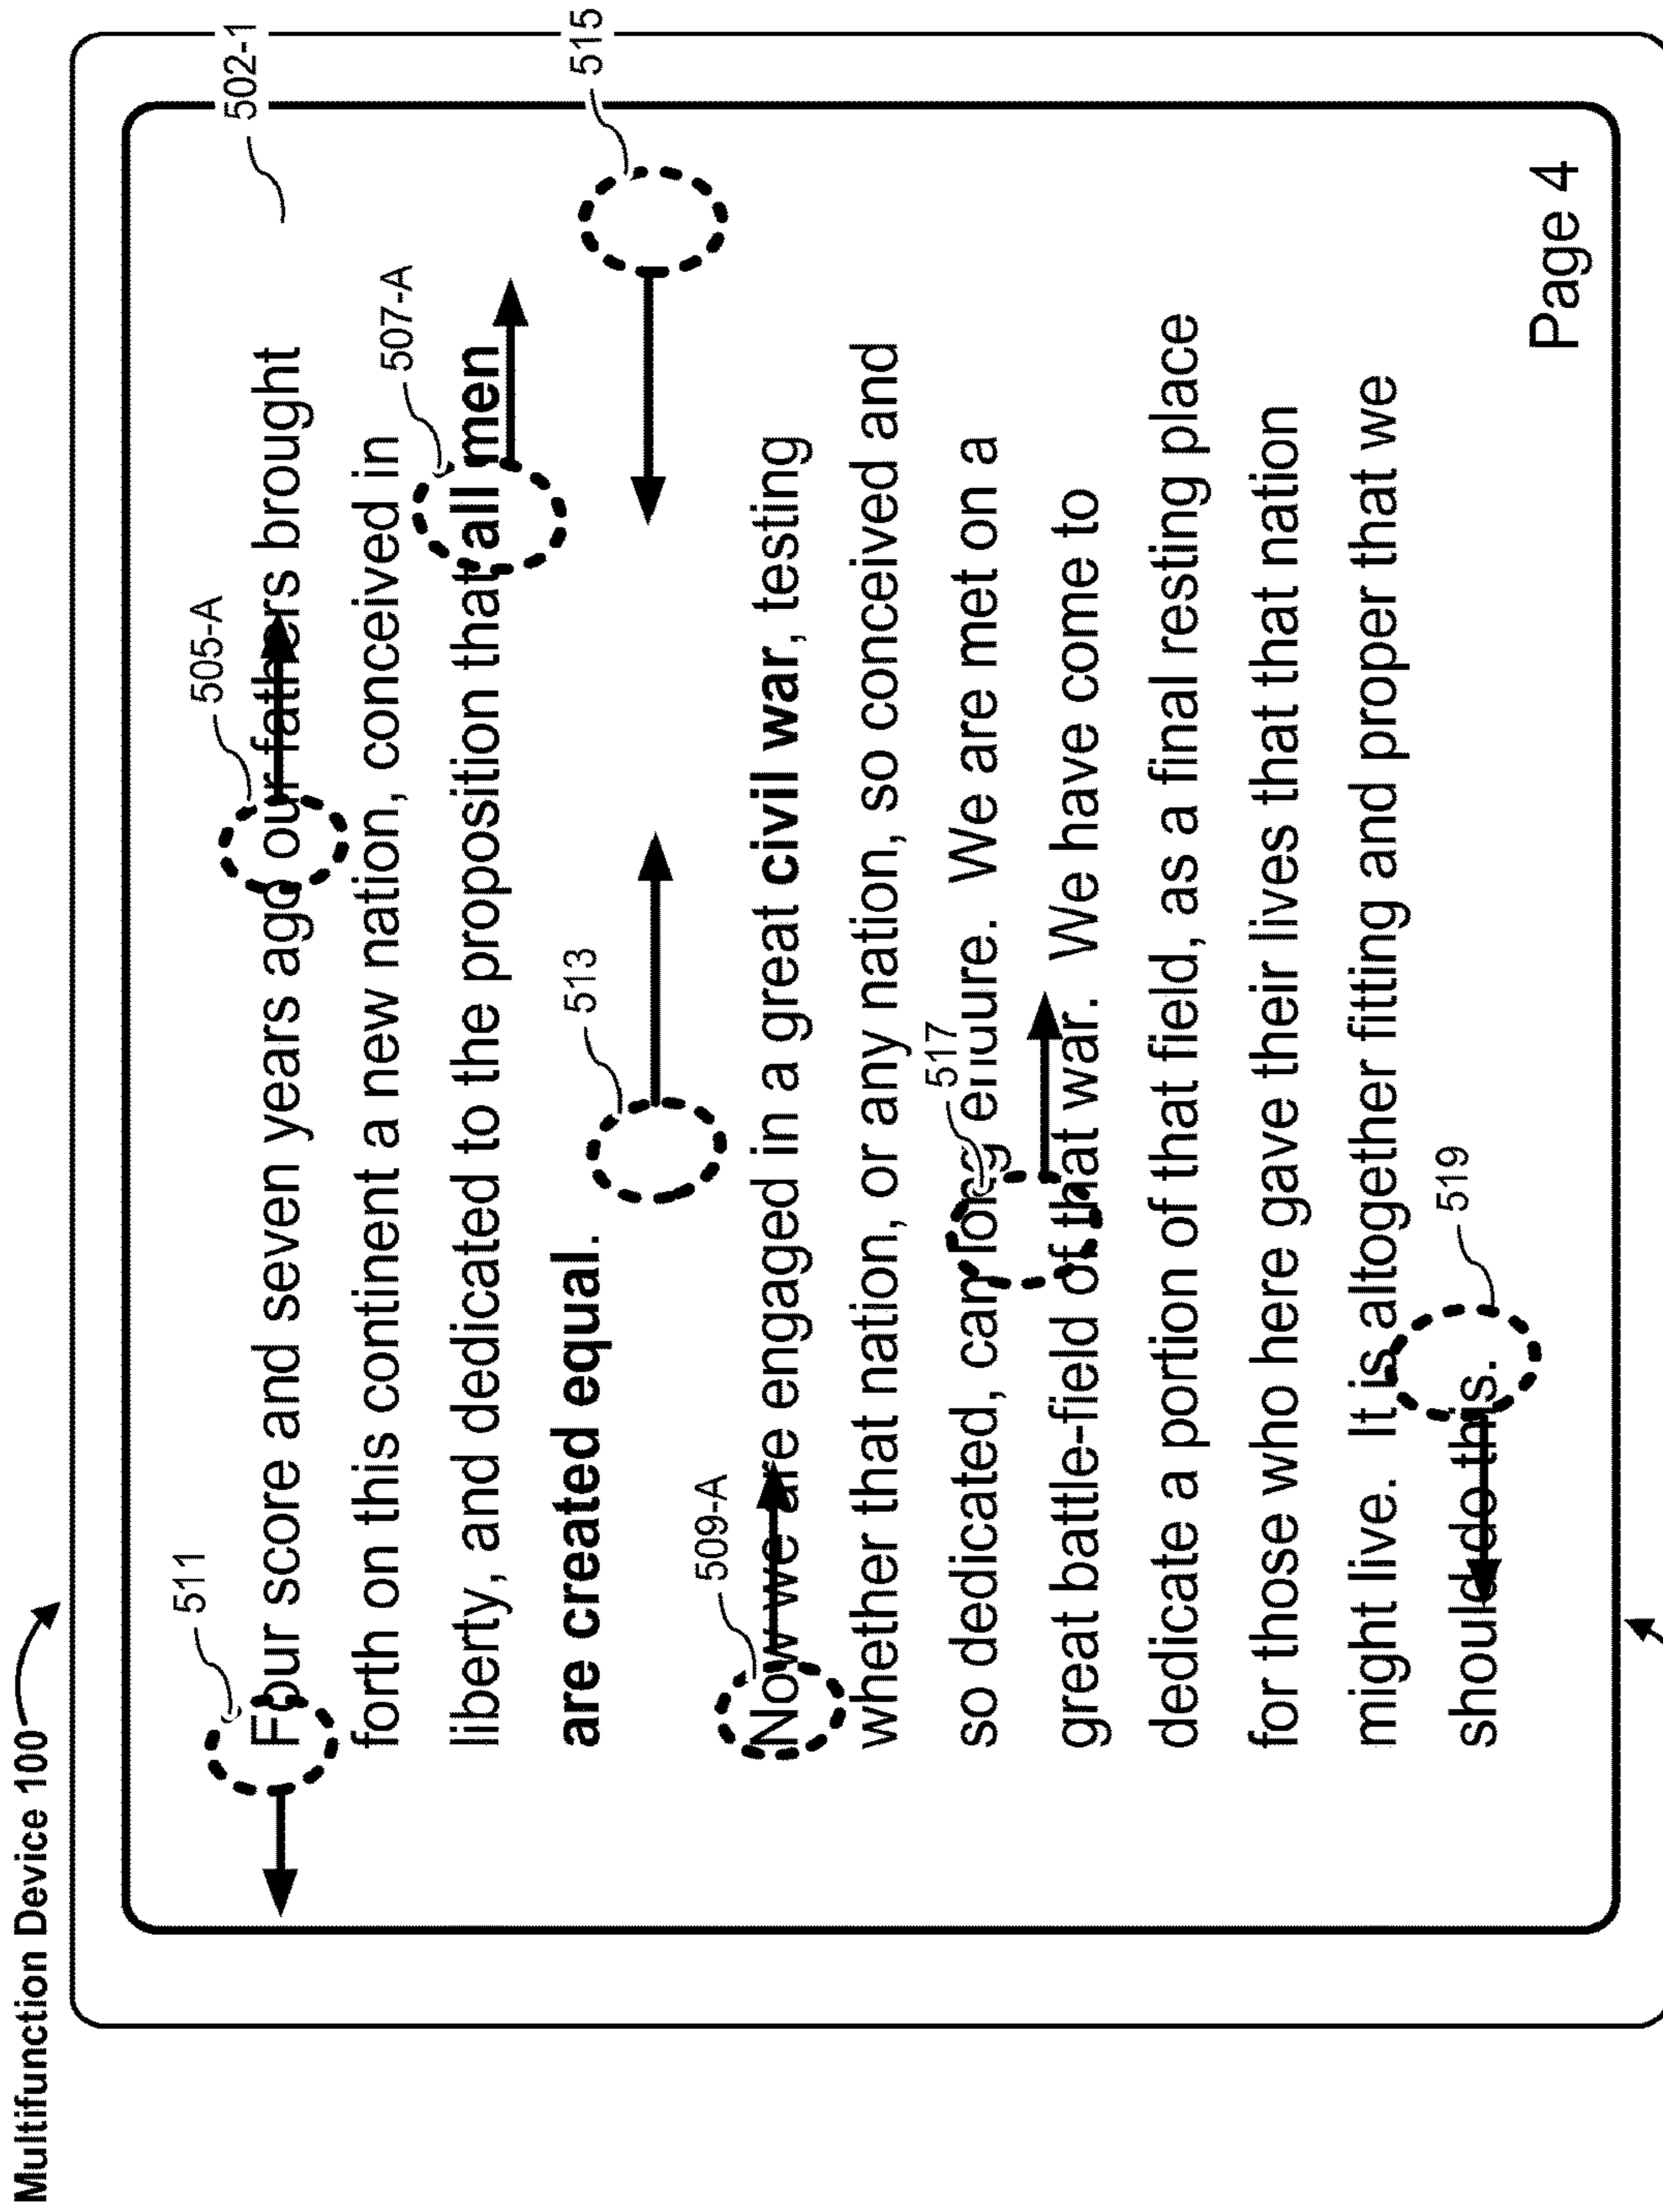 Multifunction Device 100
511
505-A
502-1
Four score and seven years ago our fathers brought
forth on this continent a new nation, conceived in
507-A
liberty, and dedicated to the proposition that all men
are created equal.
513
515
509-A
Now we are engaged in a great civil war, testing
whether that nation, or any nation, so conceived and
517
so dedicated, can long endure. We are met on a
great battle-field of that war. We have come to
dedicate a portion of that field, as a final resting place
for those who here gave their lives that that nation
might live. It is altogether fitting and proper that we
519
should do this.
Page 4